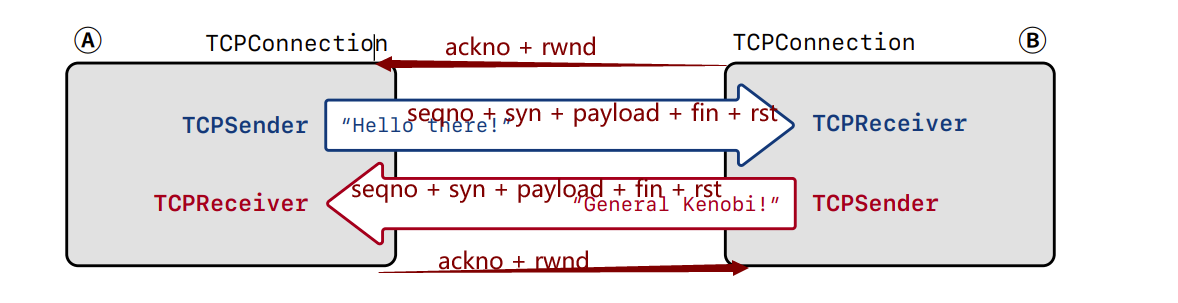 Ⓐ
TCPConnection
ackno + rwnd
TCPConnection
Ⓑ
seqno + syn + payload + fin + rst
TCPSender
“Hello there!”
TCPReceiver
seqno + syn + payload + fin + rst
TCPReceiver
“General Kenobi!”
TCPSender
ackno + rwnd